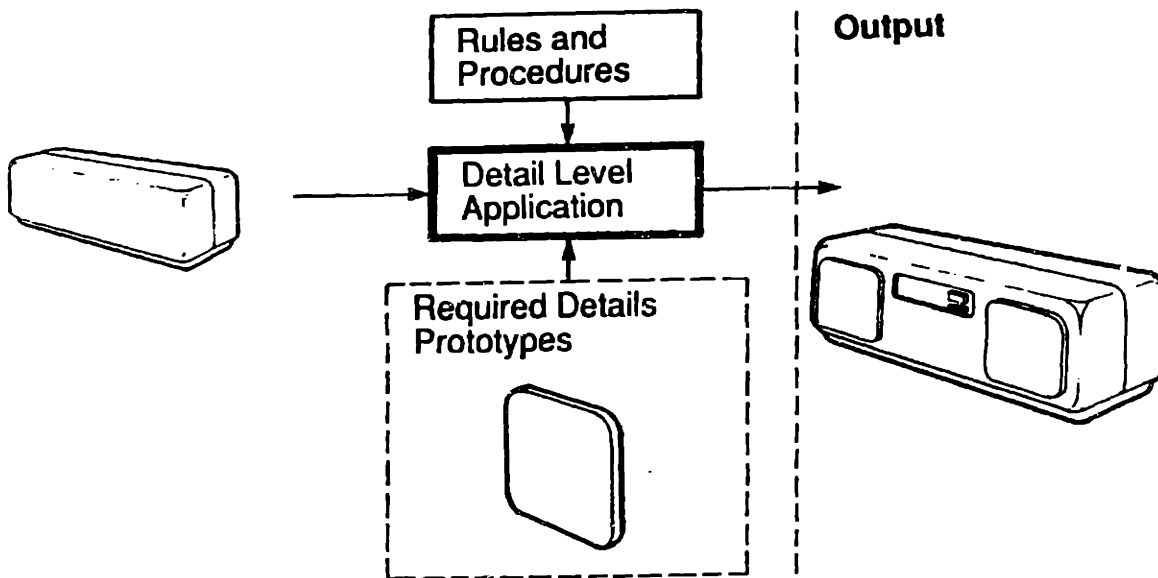 Rules and
Procedures
Output
Detail Level
Application
Required Details
Prototypes